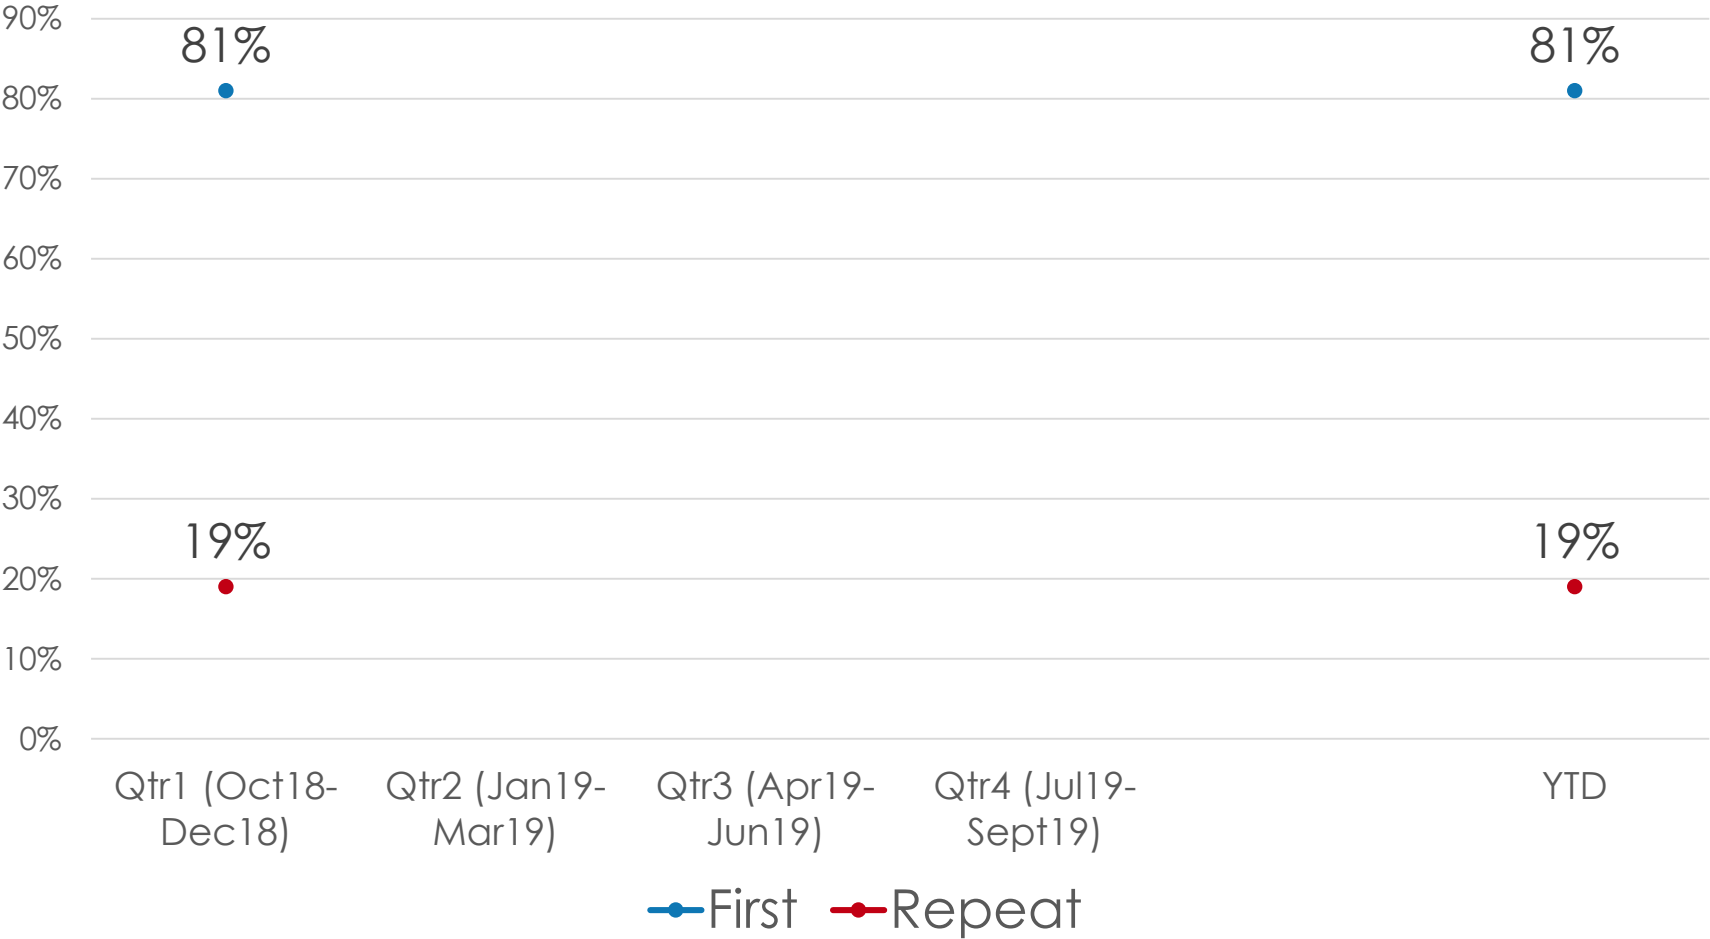 90%
81% 81%
80%
70%
60%
50%
40%
30%
19% 19%
20%
10%
0%
Qtr1 (Oct18-
Dec18)
Qtr2 (Jan19-
Mar19)
Qtr3 (Apr19-
Jun19)
Qtr4 (Jul19-
Sept19)
YTD
First Repeat